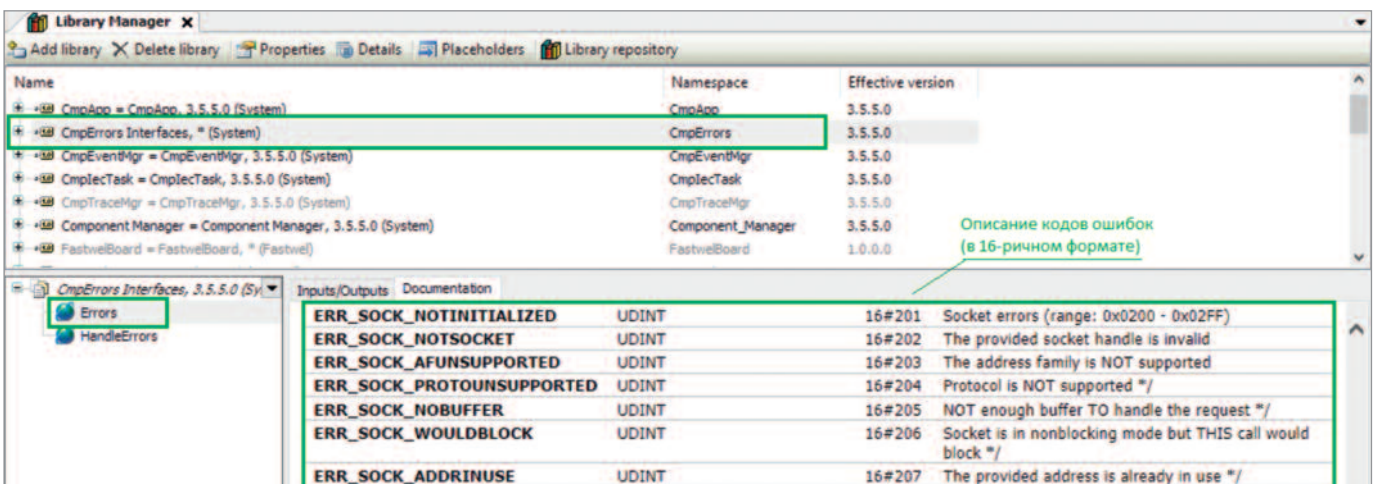 Library Manager X
Add library Delete library Properties Details Placeholders Library repository
Name Namespace Effective version
CmpApp = CmpApp, 3.5.5.0 (System) CmpApp 3.5.5.0
CmpErrors Interfaces, * (System) CmpErrors 3.5.5.0
CmpEventMgr = CmpEventMgr, 3.5.5.0 (System) CmpEventMgr 3.5.5.0
CmpIecTask = CmpIecTask, 3.5.5.0 (System) CmpIecTask 3.5.5.0
CmpTraceMgr = CmpTraceMgr, 3.5.5.0 (System) CmpTraceMgr 3.5.5.0
Component Manager = Component Manager, 3.5.5.0 (System) Component_Manager 3.5.5.0
FastwelBoard = FastwelBoard, * (Fastwel) FastwelBoard 1.0.0.0
Описание кодов ошибок
(в 16-ричном формате)
CmpErrors Interfaces, 3.5.5.0 (Sy
Errors
HandleErrors
Inputs/Outputs Documentation
ERR_SOCK_NOTINITIALIZED UDINT 16#201 Socket errors (range: 0x0200 - 0x02FF)
ERR_SOCK_NOTSOCKET UDINT 16#202 The provided socket handle is invalid
ERR_SOCK_AFUNSUPPORTED UDINT 16#203 The address family is NOT supported
ERR_SOCK_PROTOUNSUPPORTED UDINT 16#204 Protocol is NOT supported */
ERR_SOCK_NOBUFFER UDINT 16#205 NOT enough buffer TO handle the request */
ERR_SOCK_WOULDBLOCK UDINT 16#206 Socket is in nonblocking mode but THIS call would
block */
ERR_SOCK_ADDRINUSE UDINT 16#207 The provided address is already in use */